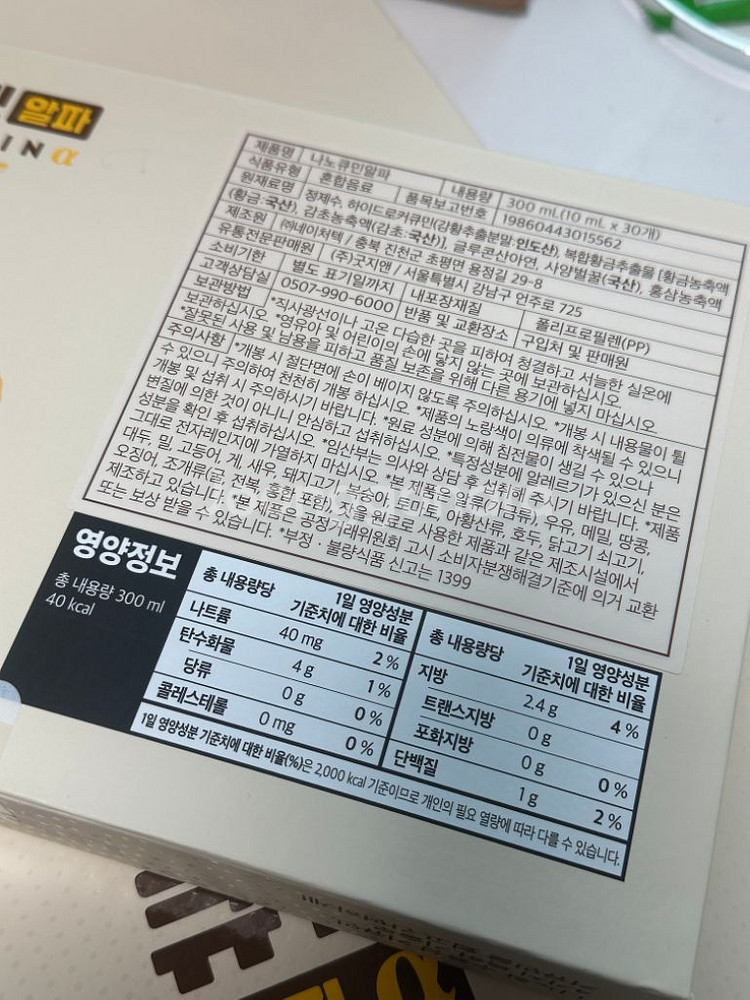 알파
IN α
제품명 나노큐민알파 내용량 300 mL(10 mL x 30개)
식품유형 혼합음료 품목보고번호 19860443015562
원재료명 정제수, 하이드로커큐민(강황추출분말:인도산), 복합황금추출물 [황금농축액
(황금:국산), 감초농축액(감초:국산)], 글루콘산아연, 사양벌꿀(국산), 홍삼농축액
제조원 ㈜네이처텍 / 충북 진천군 초평면 용정길 29-8
유통전문판매원 (주)굿지앤 / 서울특별시 강남구 언주로 725
소비기한 별도 표기일까지 내포장재질 폴리프로필렌(PP)
고객상담실 0507-990-6000 반품 및 교환장소 구입처 및 판매원
보관방법 *직사광선이나 고온 다습한 곳을 피하여 청결하고 서늘한 실온에
보관하십시오 *영유아 및 어린이의 손에 닿지 않는 곳에 보관하십시오.
*잘못된 사용 및 남용을 피하고 품질 보존을 위해 다른 용기에 넣지 마십시오.
주의사항 *개봉 시 절단면에 손이 베이지 않도록 주의하십시오. *개봉 시 내용물이 튈
수 있으니 주의하여 천천히 개봉 하십시오. *제품의 노랑색이 의류에 착색될 수 있으니
개봉 및 섭취 시 주의하시기 바랍니다. *원료 성분에 의해 침전물이 생길 수 있으나
변질에 의한 것이 아니니 안심하고 섭취하십시오. *특정성분에 알레르기가 있으신 분은
성분을 확인 후 섭취하십시오. *임산부는 의사와 상담 후 섭취해 주시기 바랍니다. *제품
그대로 전자레인지에 가열하지 마십시오. *본 제품은 알류(가금류), 우유, 메밀, 땅콩,
대두, 밀, 고등어, 게, 새우, 돼지고기, 복숭아, 토마토, 아황산류, 호두, 닭고기, 쇠고기,
오징어, 조개류(굴, 전복, 홍합 포함), 잣을 원료로 사용한 제품과 같은 제조시설에서
제조하고 있습니다. *본 제품은 공정거래위원회 고시 소비자분쟁해결기준에 의거 교환
또는 보상 받을 수 있습니다. *부정·불량식품 신고는 1399
영양정보
총 내용량 300 ml
40 kcal
총 내용량당 1일 영양성분
기준치에 대한 비율
나트륨 40 mg 2 %
탄수화물 4 g 1 %
당류 0 g 0 %
콜레스테롤 0 mg 0 %
총 내용량당 1일 영양성분
기준치에 대한 비율
지방 2.4 g 4 %
트랜스지방 0 g
포화지방 0 g 0 %
단백질 1 g 2 %
1일 영양성분 기준치에 대한 비율(%)은 2,000 kcal 기준이므로 개인의 필요 열량에 따라 다를 수 있습니다.